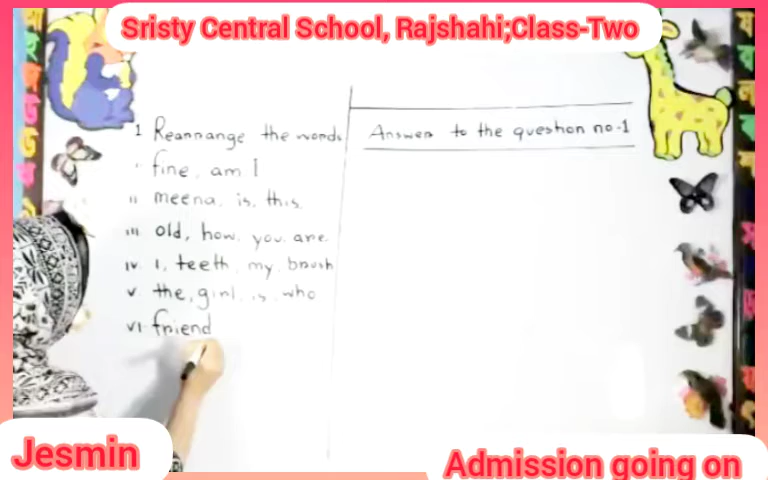 Sristy Central School, Rajshahi;Class-Two
1 Rearrange the words
Answer to the question no-1
i fine, am I
ii meena, is, this,
iii old, how, you, are
iv I, teeth, my, brush
v the, girl, is, who
vi friend
Jesmin
Admission going on